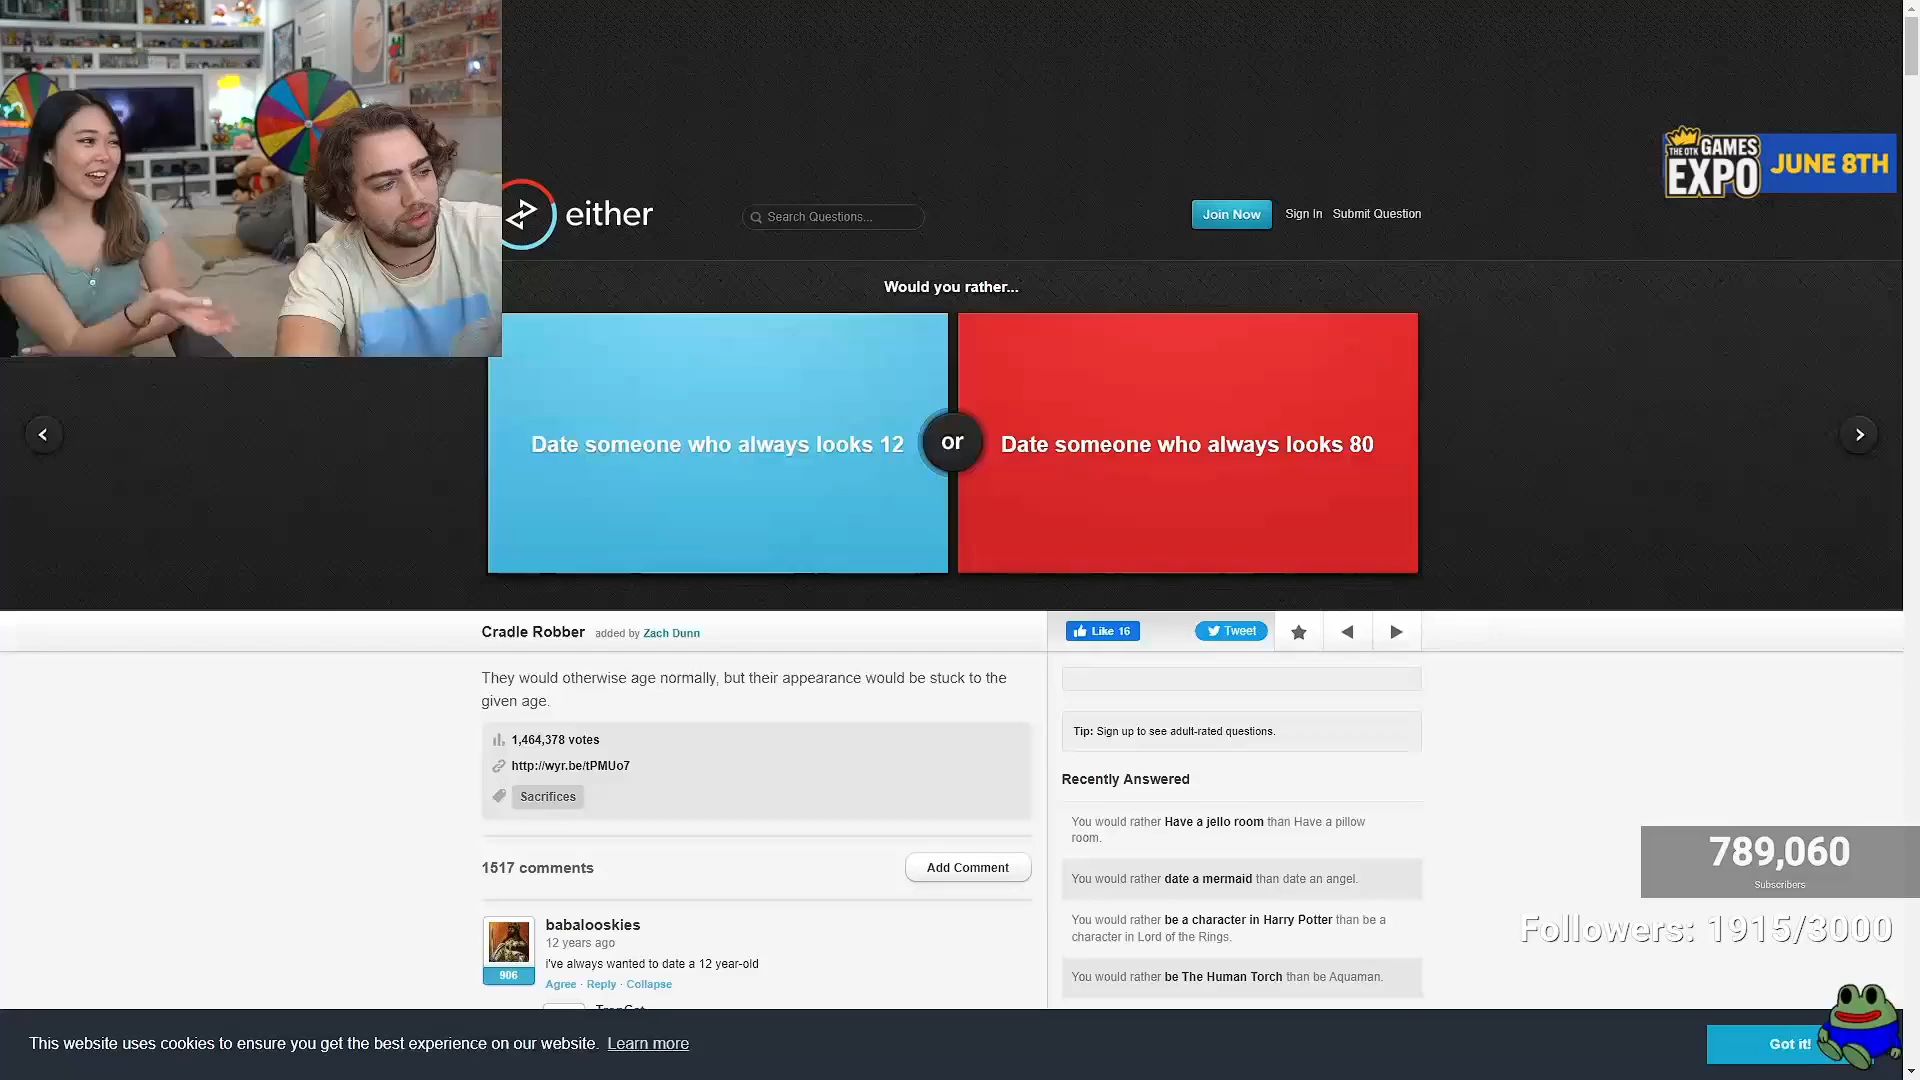 THE OTK GAMES
EXPO
JUNE 8TH
either
Search Questions...
Join Now
Sign In
Submit Question
Would you rather...
Date someone who always looks 12
or
Date someone who always looks 80
Cradle Robber added by Zach Dunn
Like 16
Tweet
They would otherwise age normally, but their appearance would be stuck to the
given age.
1,464,378 votes
http://wyr.be/tPMUo7
Sacrifices
1517 comments
Add Comment
babalooskies
12 years ago
i've always wanted to date a 12 year-old
906
Agree · Reply · Collapse
Tip: Sign up to see adult-rated questions.
Recently Answered
You would rather Have a jello room than Have a pillow
room.
You would rather date a mermaid than date an angel.
You would rather be a character in Harry Potter than be a
character in Lord of the Rings.
You would rather be The Human Torch than be Aquaman.
789,060
Subscribers
Followers: 1915/3000
This website uses cookies to ensure you get the best experience on our website. Learn more
Got it!